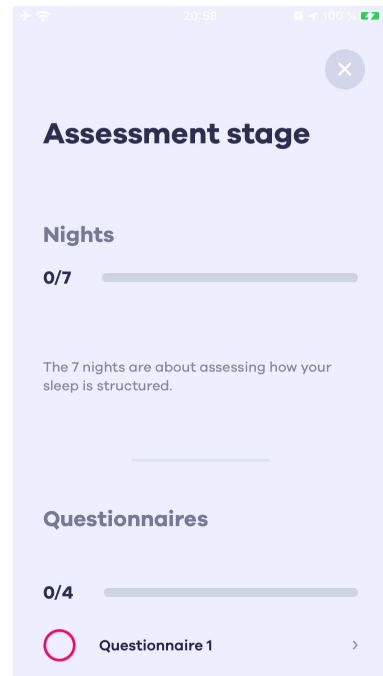 20:58
100 %
Assessment stage
Nights
0/7
The 7 nights are about assessing how your
sleep is structured.
Questionnaires
0/4
Questionnaire 1